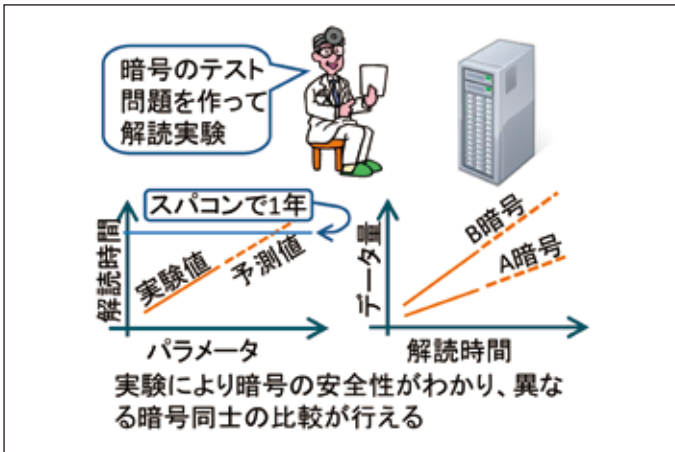 暗号のテスト
問題を作って
解読実験
スパコンで1年
解読時間
実験値
予測値
パラメータ
データ量
B暗号
A暗号
解読時間
実験により暗号の安全性がわかり、異な
る暗号同士の比較が行える